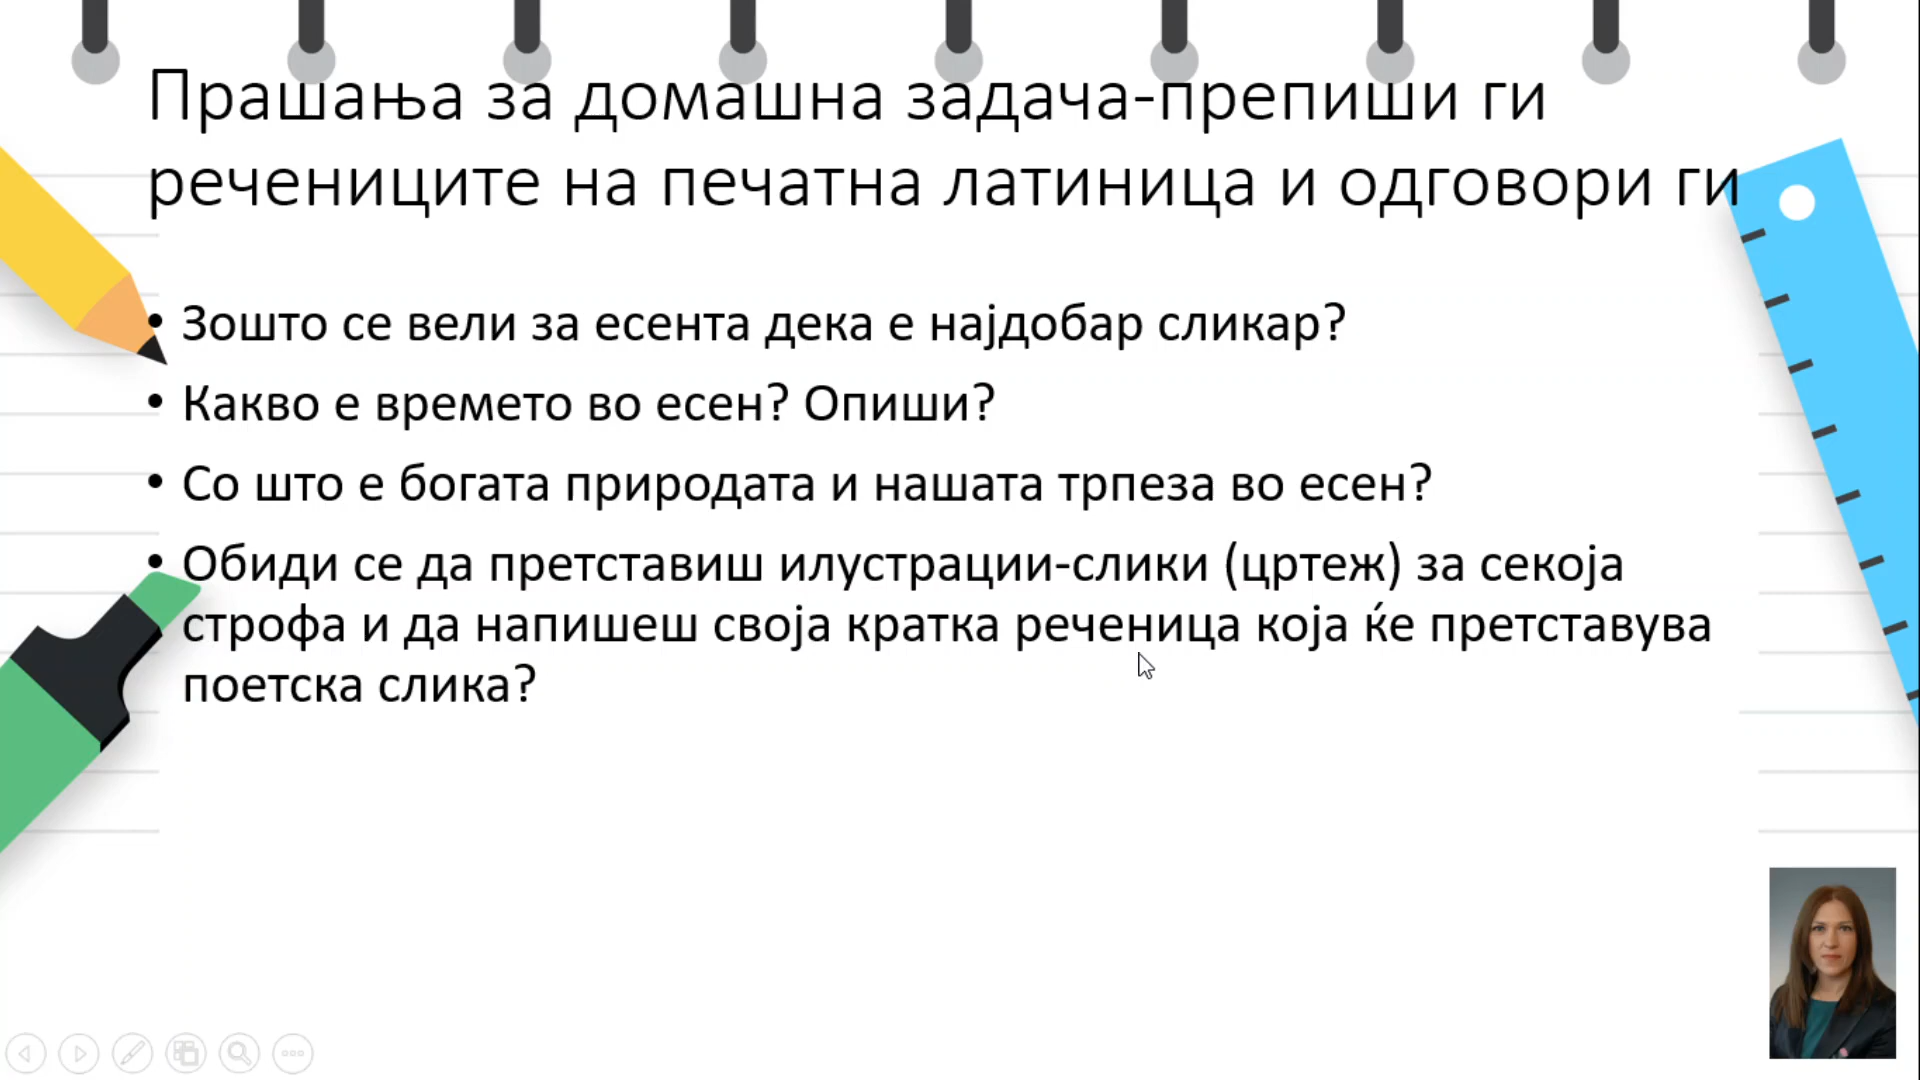 Прашања за домашна задача-препиши ги
речениците на печатна латиница и одговори ги
• Зошто се вели за есента дека е најдобар сликар?
• Какво е времето во есен? Опиши?
• Со што е богата природата и нашата трпеза во есен?
• Обиди се да претставиш илустрации-слики (цртеж) за секоја
строфа и да напишеш своја кратка реченица која ќе претставува
поетска слика?